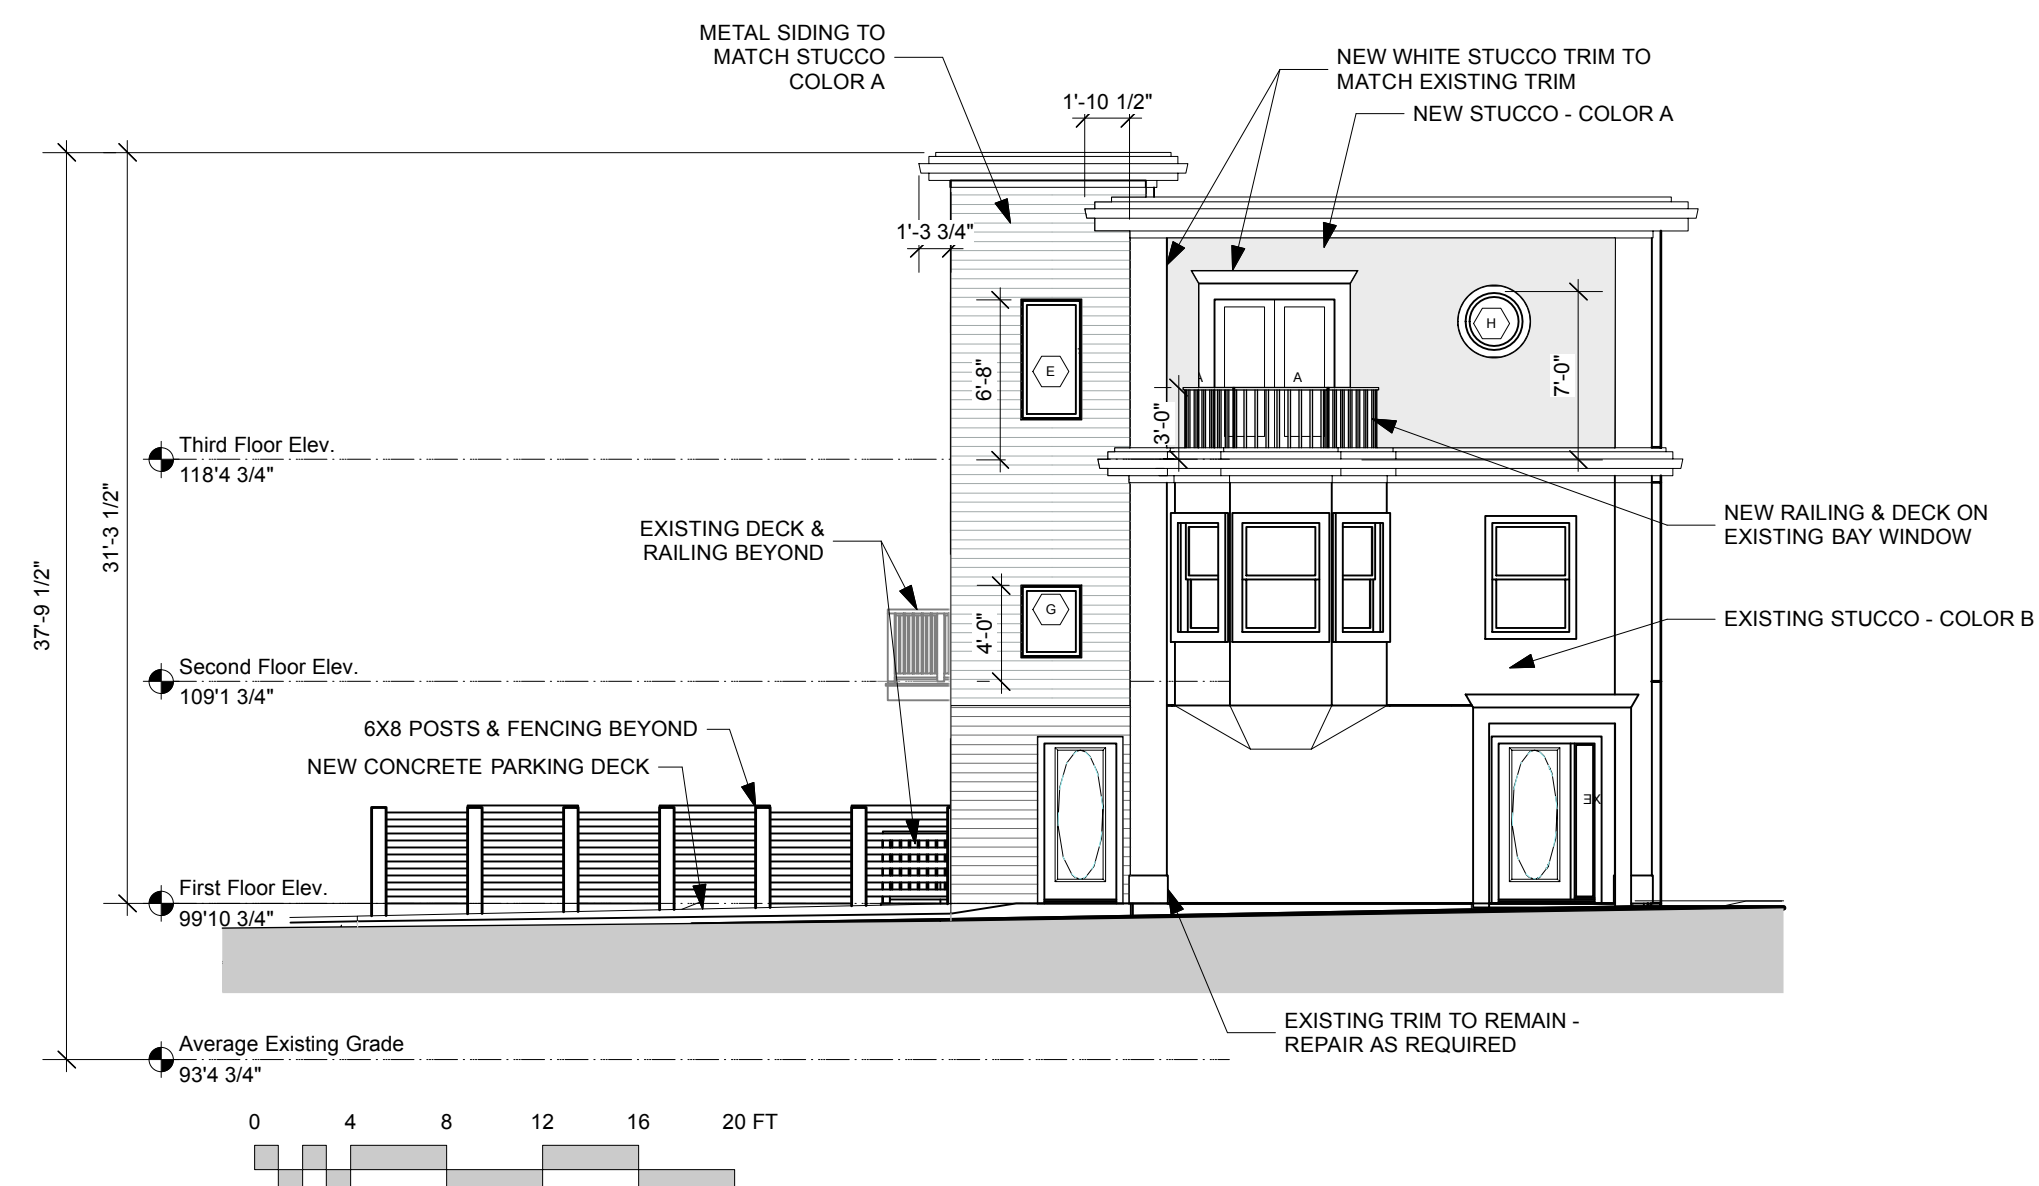 METAL SIDING TO
MATCH STUCCO
COLOR A
NEW WHITE STUCCO TRIM TO
MATCH EXISTING TRIM
1'-10 1/2"
NEW STUCCO - COLOR A
1'-3 3/4"
H
E
A
6'-8"
7'-0"
3'-0"
Third Floor Elev.
118'4 3/4"
31'-3 1/2"
37'-9 1/2"
EXISTING DECK &
RAILING BEYOND
NEW RAILING & DECK ON
EXISTING BAY WINDOW
G
4'-0"
EXISTING STUCCO - COLOR B
Second Floor Elev.
109'1 3/4"
6X8 POSTS & FENCING BEYOND
NEW CONCRETE PARKING DECK
EX
First Floor Elev.
99'10 3/4"
EXISTING TRIM TO REMAIN -
REPAIR AS REQUIRED
Average Existing Grade
93'4 3/4"
0 4 8 12 16 20 FT